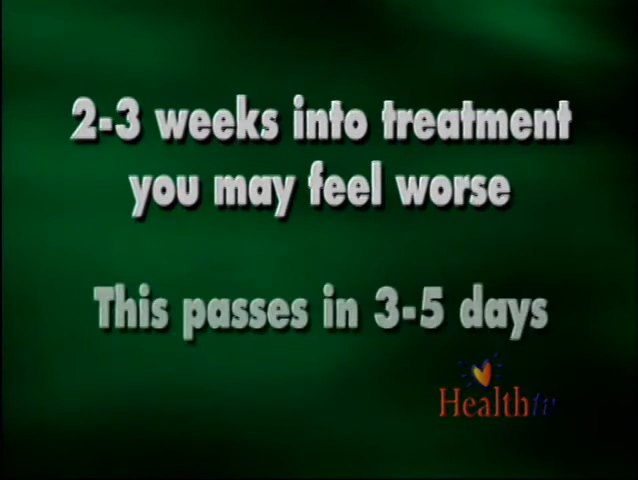 2-3 weeks into treatment
you may feel worse
This passes in 3-5 days
Healthtv